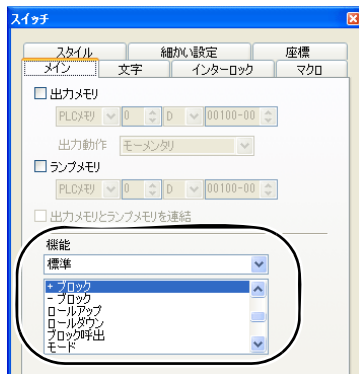 スイッチ
スタイル 細かい設定 座標
メイン 文字 インターロック マクロ
出力メモリ
PLCメモリ 0 D 00100-00
出力動作 モーメンタリ
ランプメモリ
PLCメモリ 0 D 00100-00
出力メモリとランプメモリを連結
機能
標準
+ ブロック
- ブロック
ロールアップ
ロールダウン
ブロック呼出
モード